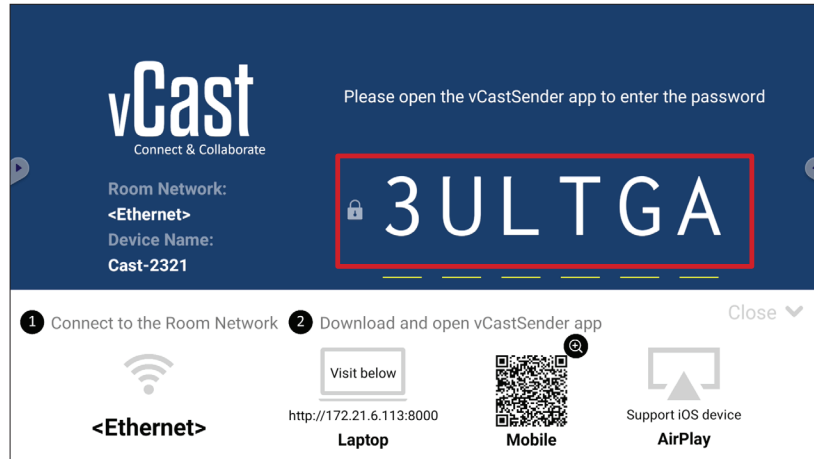 vCast
Connect & Collaborate
Please open the vCastSender app to enter the password
Room Network:
<Ethernet>
Device Name:
Cast-2321
3ULTGA
Close
1 Connect to the Room Network
2 Download and open vCastSender app
<Ethernet>
Visit below
http://172.21.6.113:8000
Laptop
Mobile
Support iOS device
AirPlay